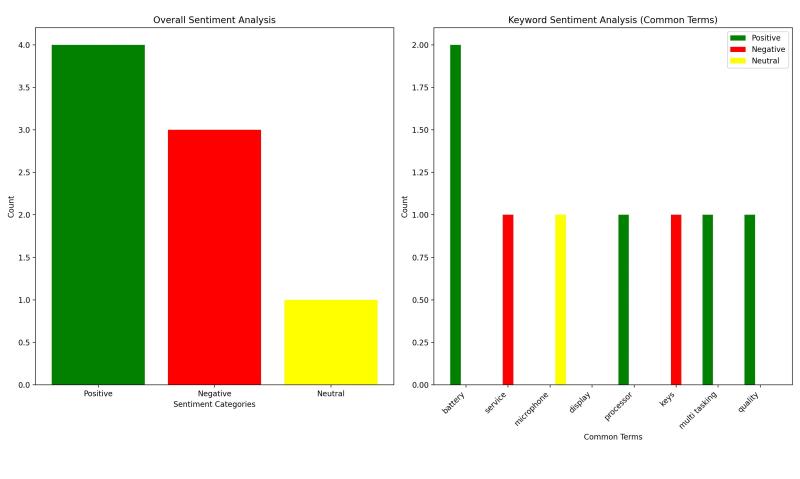 Overall Sentiment Analysis
4.0
3.5
3.0
2.5
2.0
1.5
1.0
0.5
0.0
Count
Positive
Negative
Neutral
Sentiment Categories
Keyword Sentiment Analysis (Common Terms)
Positive
Negative
Neutral
2.00
1.75
1.50
1.25
1.00
0.75
0.50
0.25
0.00
Count
battery
service
microphone
display
processor
keys
multi tasking
quality
Common Terms